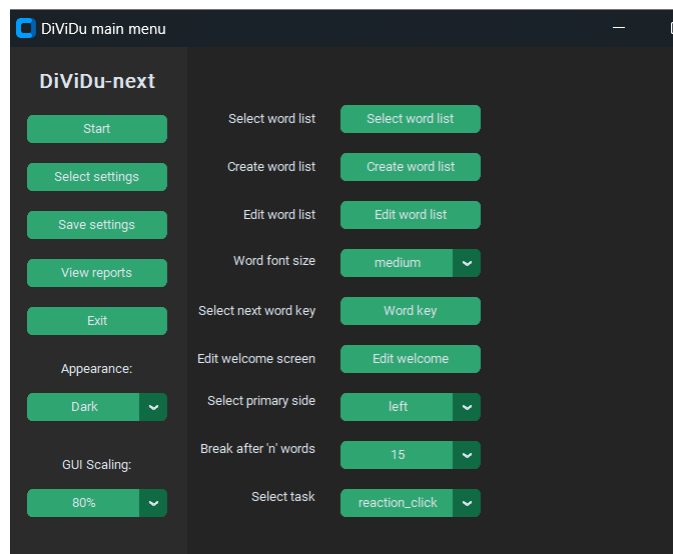 DiViDu main menu
DiViDu-next
Start
Select settings
Save settings
View reports
Exit
Appearance:
Dark
GUI Scaling:
80%
Select word list Select word list
Create word list Create word list
Edit word list Edit word list
Word font size medium
Select next word key Word key
Edit welcome screen Edit welcome
Select primary side left
Break after 'n' words 15
Select task reaction_click